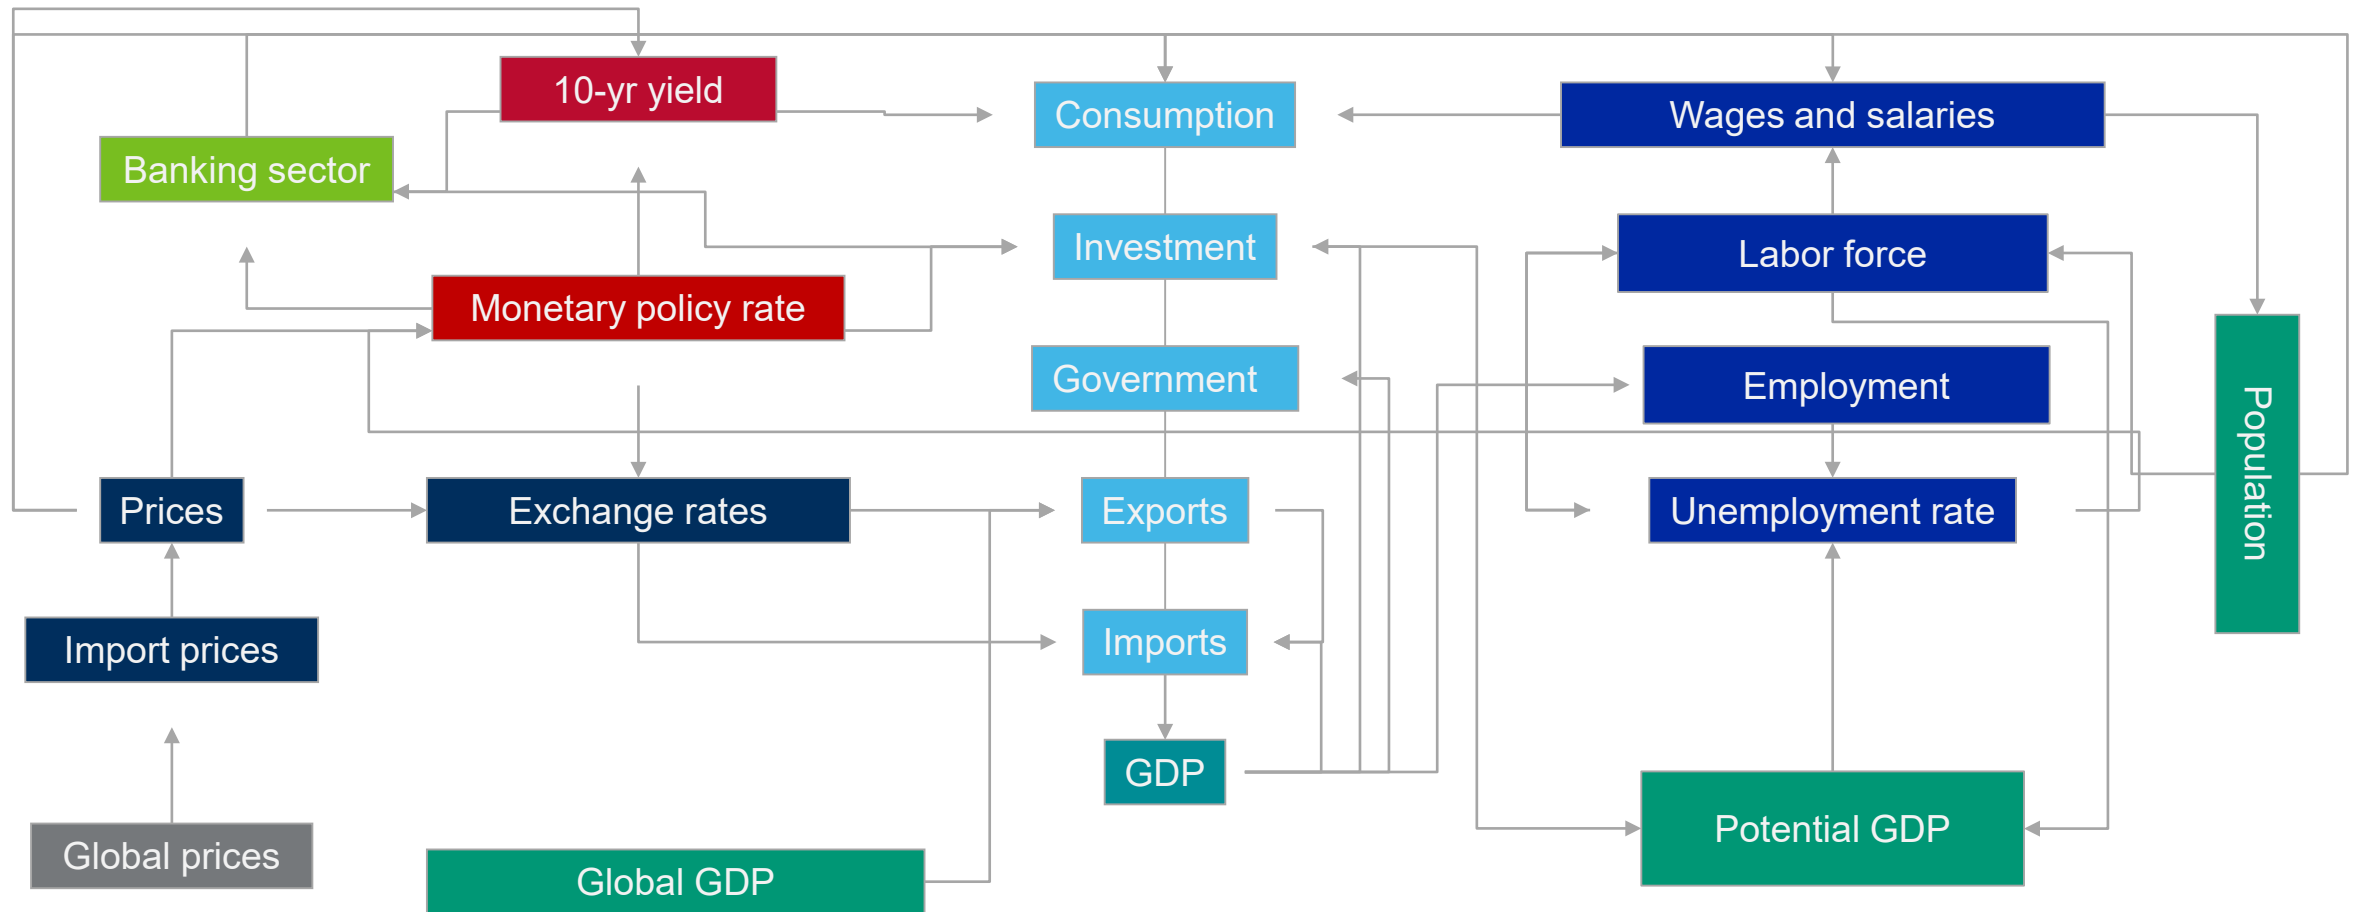 10-yr yield
Consumption
Wages and salaries
Banking sector
Investment
Labor force
Monetary policy rate
Government
Employment
Population
Prices
Exchange rates
Exports
Unemployment rate
Import prices
Imports
GDP
Potential GDP
Global prices
Global GDP